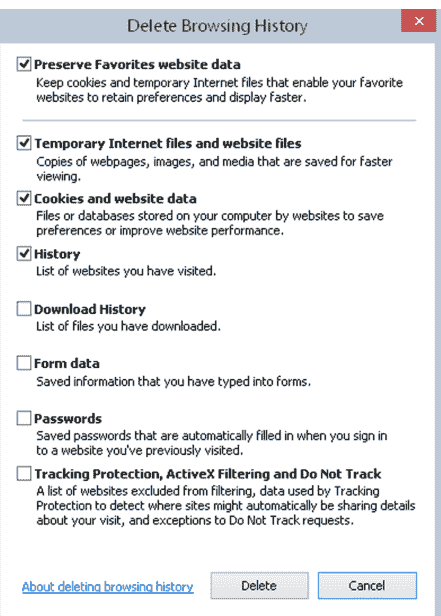 Delete Browsing History
Preserve Favorites website data
Keep cookies and temporary Internet files that enable your favorite
websites to retain preferences and display faster.
Temporary Internet files and website files
Copies of webpages, images, and media that are saved for faster
viewing.
Cookies and website data
Files or databases stored on your computer by websites to save
preferences or improve website performance.
History
List of websites you have visited.
Download History
List of files you have downloaded.
Form data
Saved information that you have typed into forms.
Passwords
Saved passwords that are automatically filled in when you sign in
to a website you've previously visited.
Tracking Protection, ActiveX Filtering and Do Not Track
A list of websites excluded from filtering, data used by Tracking
Protection to detect where sites might automatically be sharing details
about your visit, and exceptions to Do Not Track requests.
About deleting browsing history
Delete
Cancel